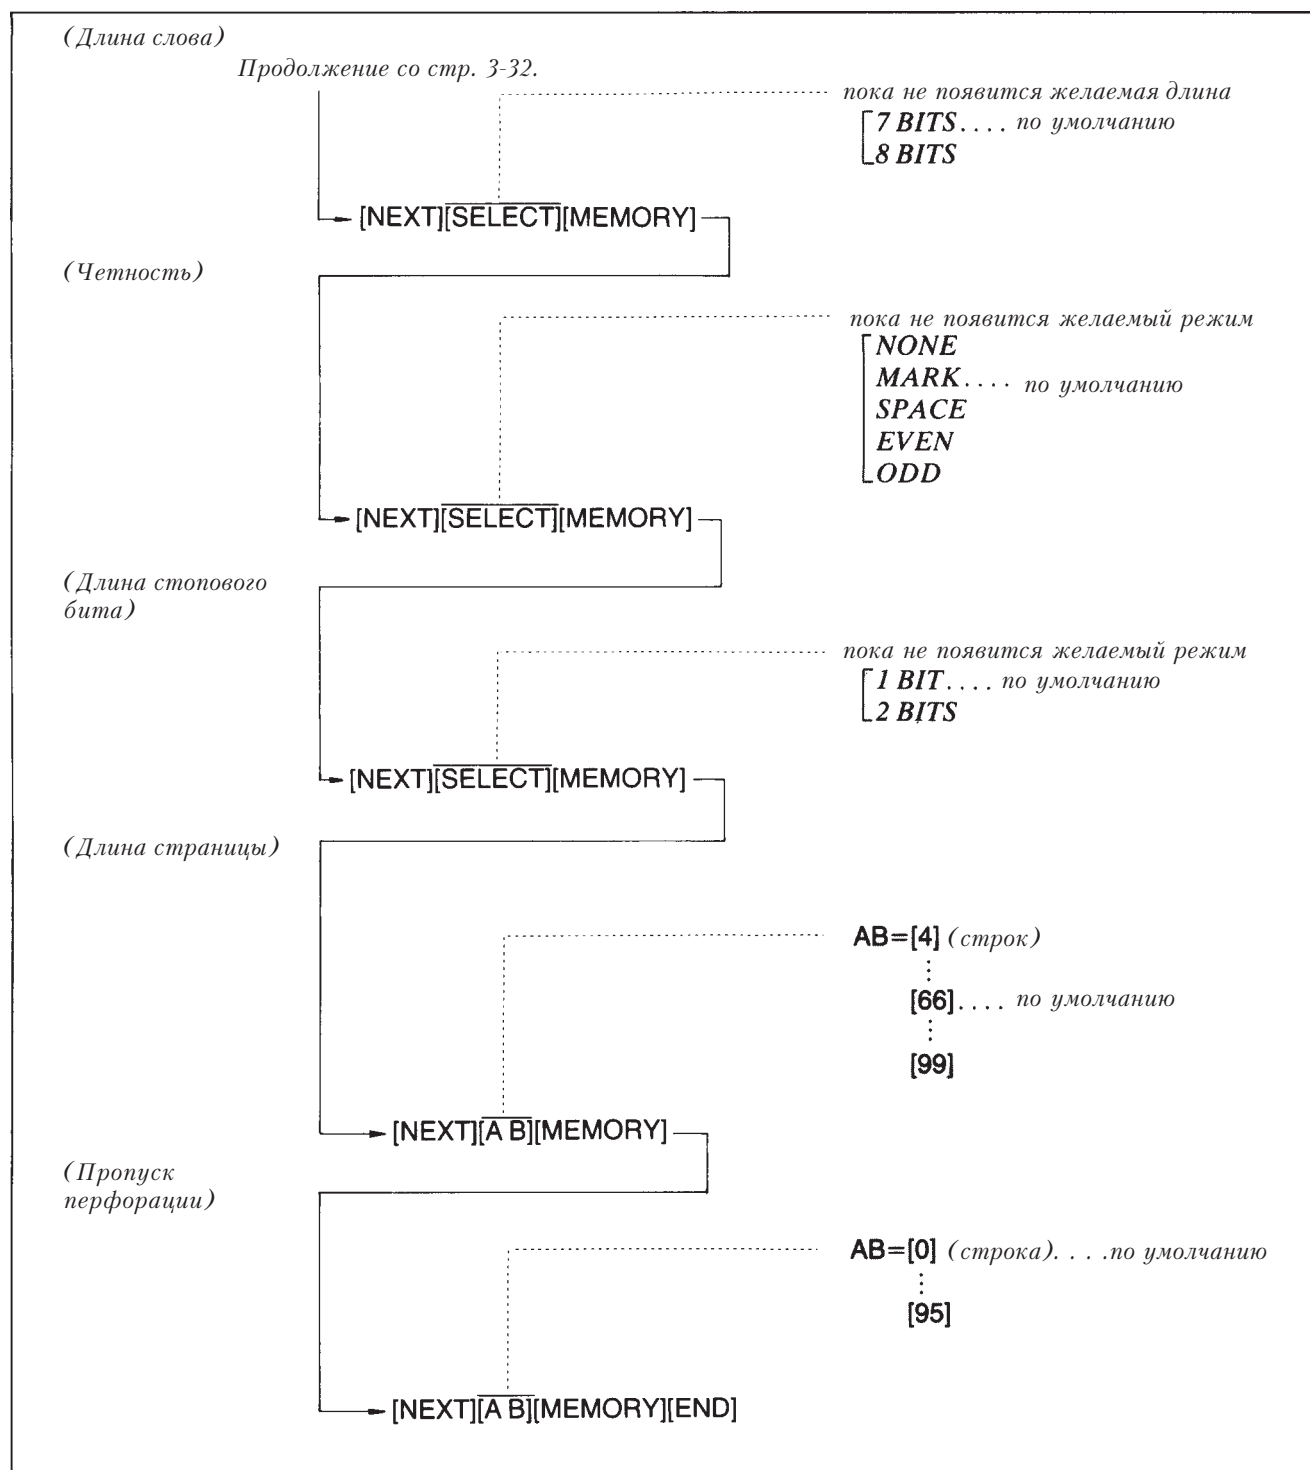 (Длина слова)
Продолжение со стр. 3-32.
пока не появится желаемая длина
7 BITS.... по умолчанию
8 BITS
[NEXT][SELECT][MEMORY]
(Четность)
пока не появится желаемый режим
NONE
MARK.... по умолчанию
SPACE
EVEN
ODD
[NEXT][SELECT][MEMORY]
(Длина стопового
бита)
пока не появится желаемый режим
1 BIT.... по умолчанию
2 BITS
[NEXT][SELECT][MEMORY]
(Длина страницы)
AB=[4] (строк)
[66].... по умолчанию
[99]
[NEXT][A B][MEMORY]
(Пропуск
перфорации)
AB=[0] (строка)....по умолчанию
[95]
[NEXT][A B][MEMORY][END]